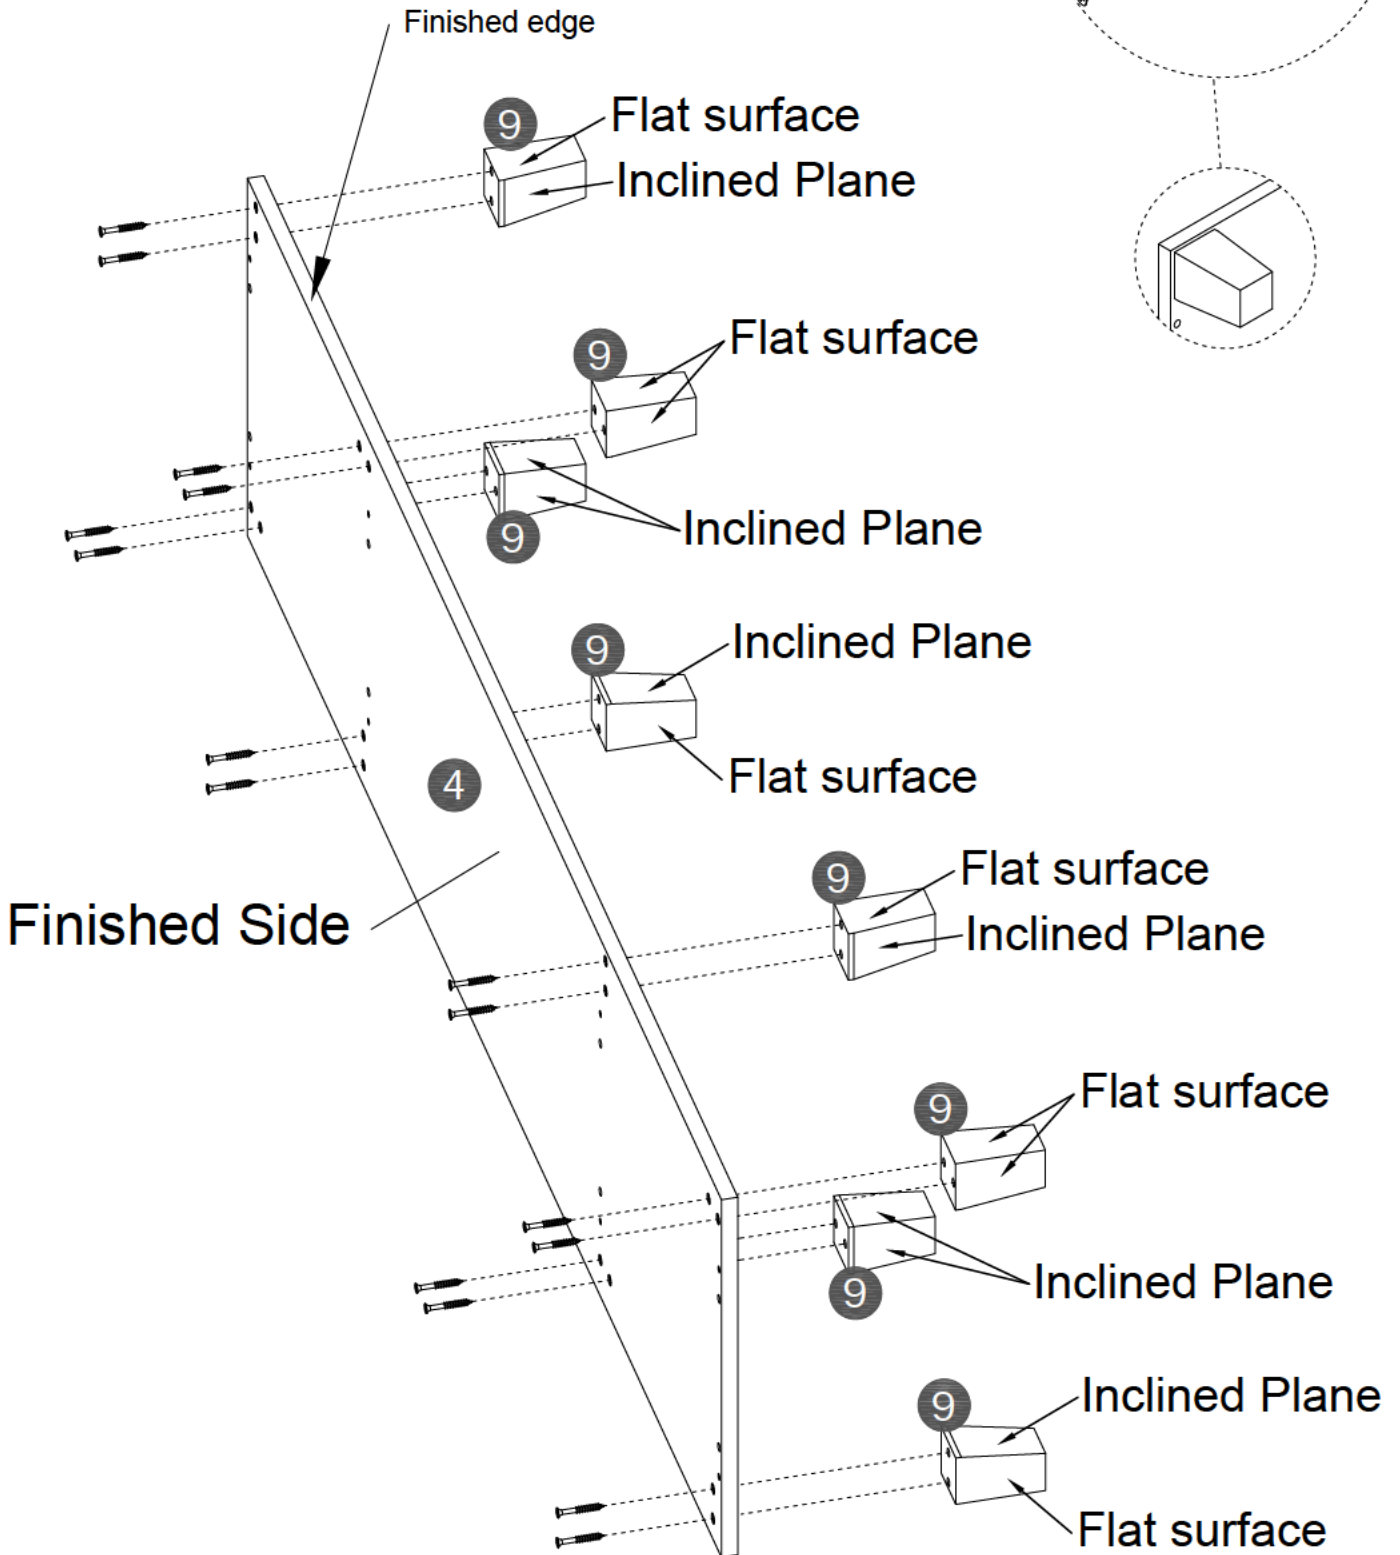 Finished edge
9
Flat surface
Inclined Plane
9
Flat surface
9
Inclined Plane
9
Inclined Plane
Flat surface
4
Finished Side
9
Flat surface
Inclined Plane
9
Flat surface
9
Inclined Plane
9
Inclined Plane
Flat surface